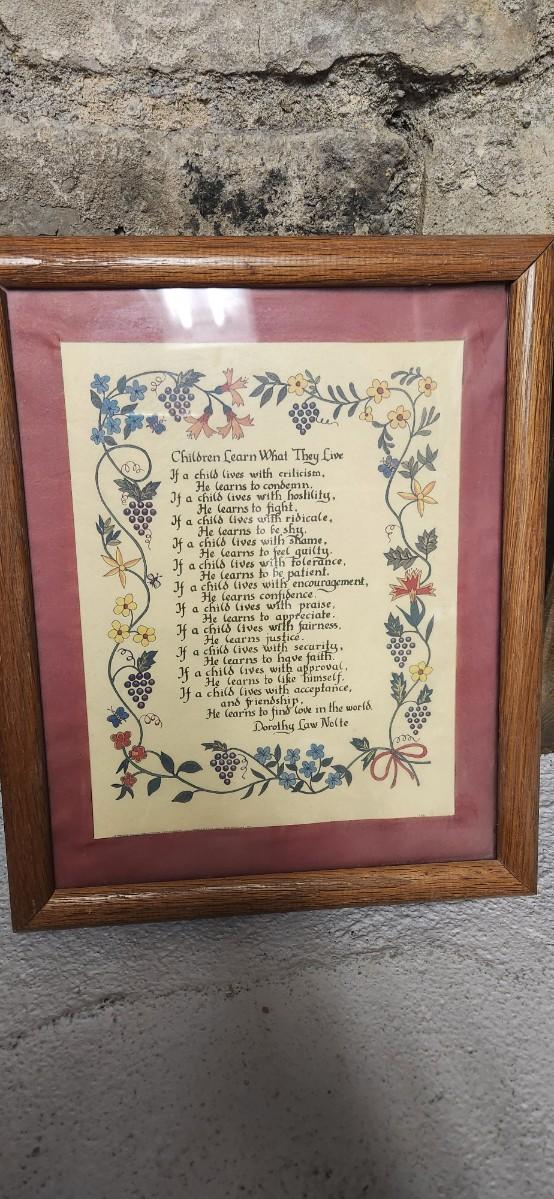 Children Learn What They Live
If a child lives with criticism,
He learns to condemn.
If a child lives with hostility,
He learns to fight.
If a child lives with ridicule,
He learns to be shy.
If a child lives with shame,
He learns to feel guilty.
If a child lives with tolerance,
He learns to be patient.
If a child lives with encouragement,
He learns confidence.
If a child lives with praise,
He learns to appreciate.
If a child lives with fairness,
He learns justice.
If a child lives with security,
He learns to have faith.
If a child lives with approval,
He learns to like himself.
If a child lives with acceptance,
and friendship,
He learns to find love in the world.
Dorothy Law Nolte